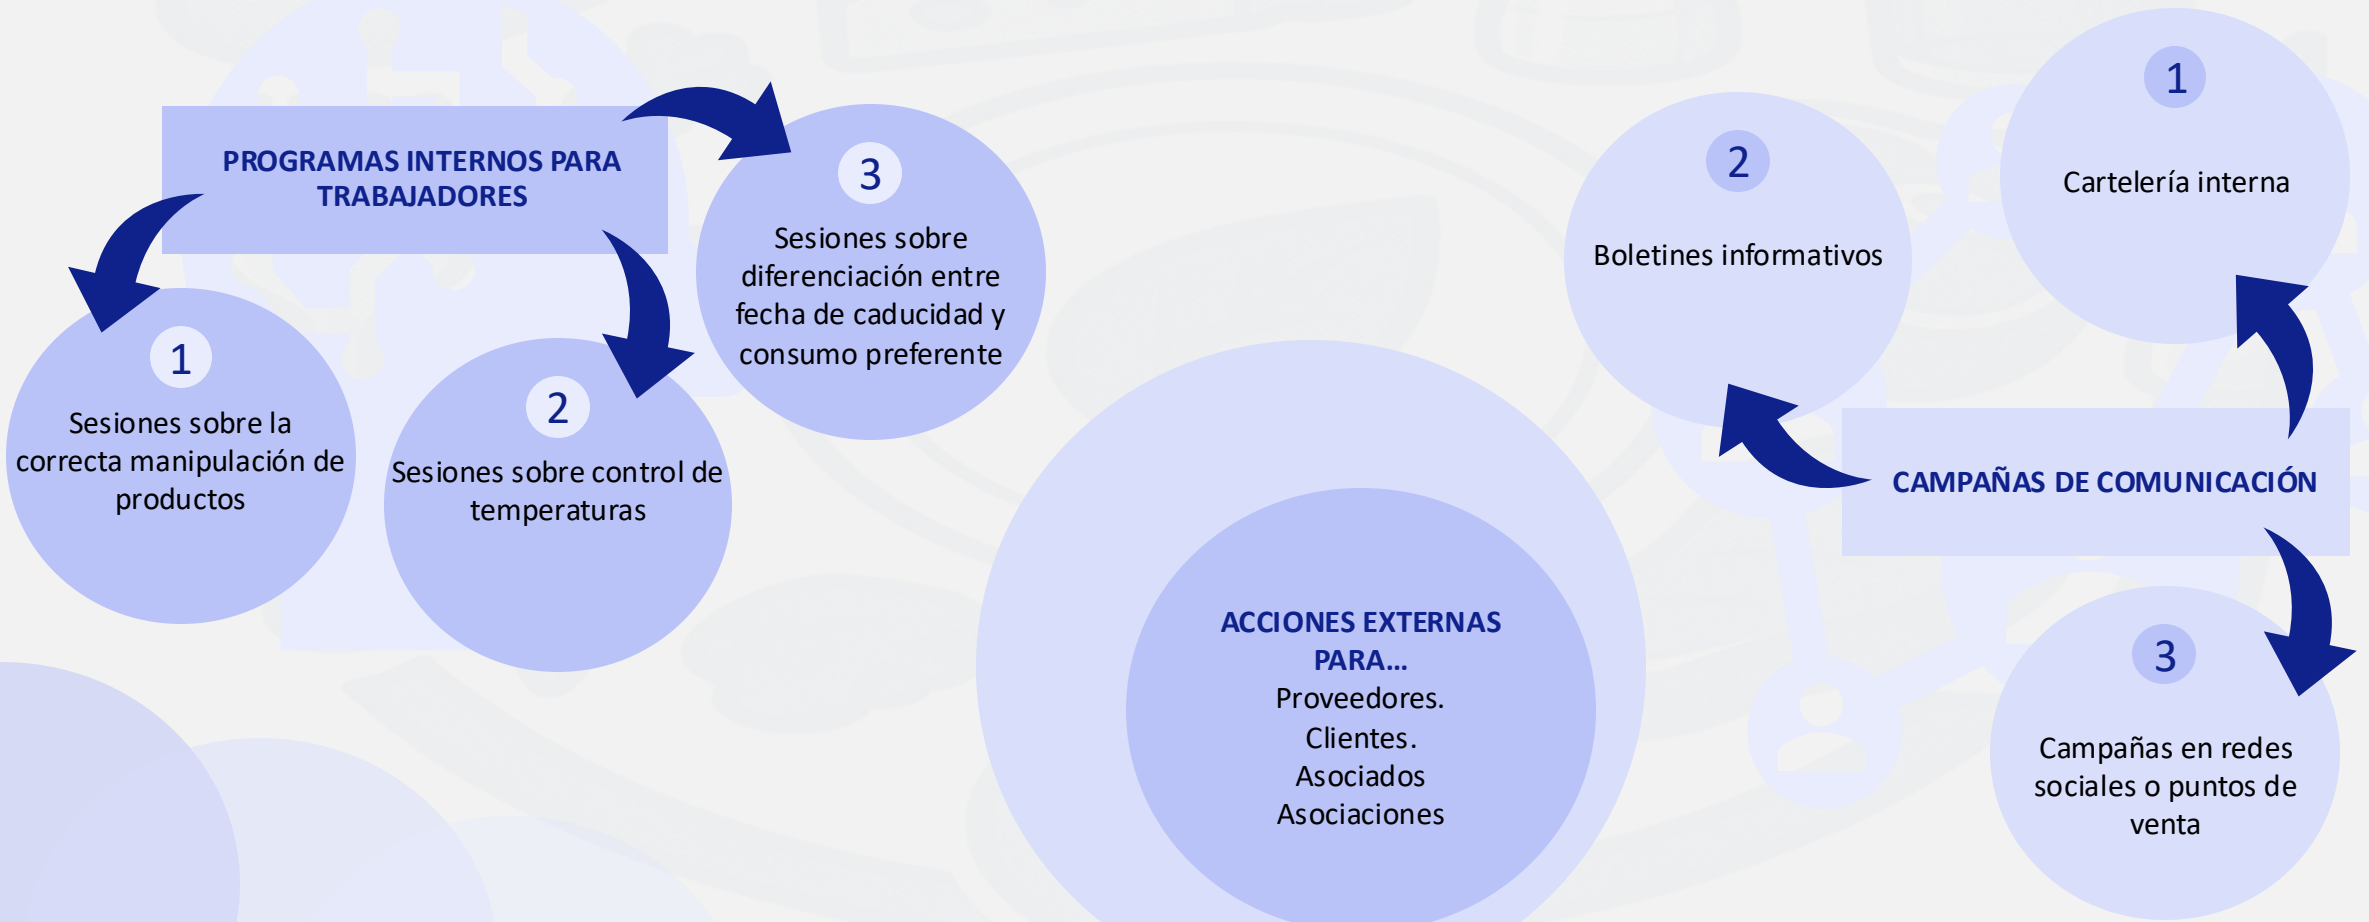 PROGRAMAS INTERNOS PARA
TRABAJADORES
1
Sesiones sobre la
correcta manipulación de
productos
2
Sesiones sobre control de
temperaturas
3
Sesiones sobre
diferenciación entre
fecha de caducidad y
consumo preferente
ACCIONES EXTERNAS
PARA...
Proveedores.
Clientes.
Asociados
Asociaciones
CAMPAÑAS DE COMUNICACIÓN
1
Cartelería interna
2
Boletines informativos
3
Campañas en redes
sociales o puntos de
venta